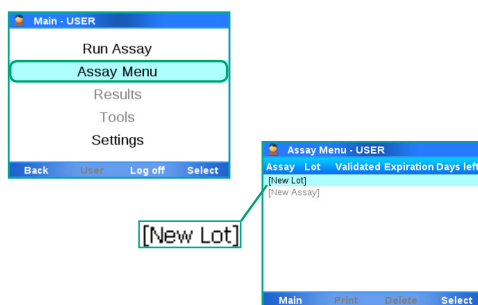 Main - USER
Run Assay
Assay Menu
Results
Tools
Settings
Back User Log off Select
Assay Menu - USER
Assay Lot Validated Expiration Days left
[New Lot]
[New Assay]
[New Lot]
Main Print Delete Select